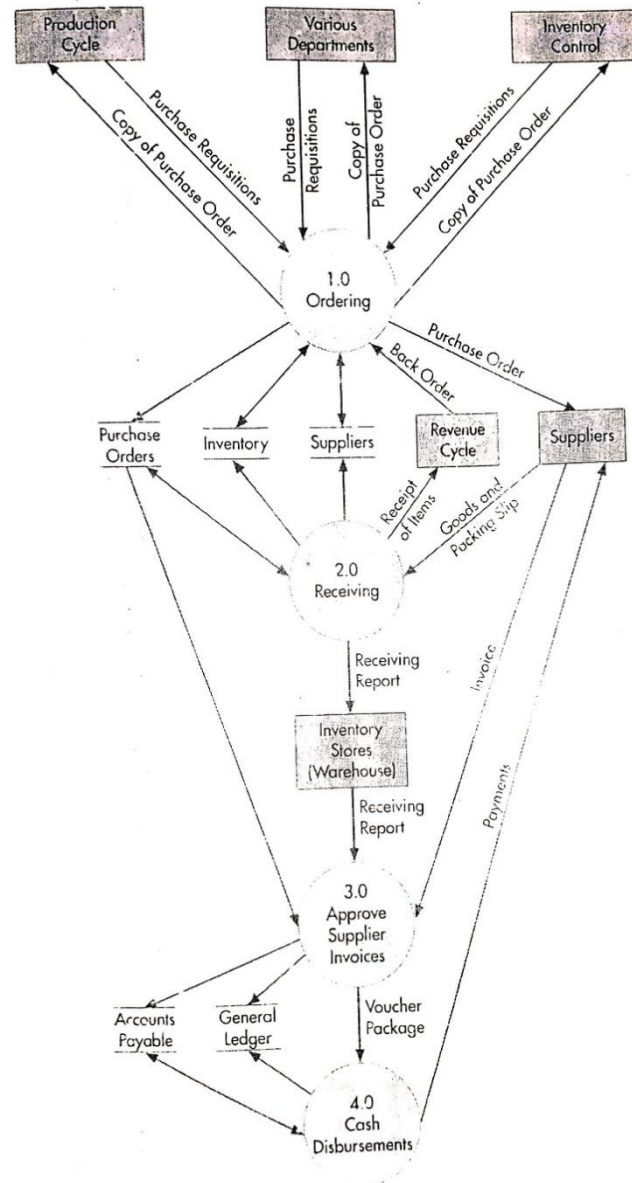 Production
Cycle
Various
Departments
Inventory
Control
Copy of Purchase Order
Purchase Requisitions
Purchase
Requisitions
Copy of
Purchase Order
Purchase Requisitions
Copy of Purchase Order
1.0
Ordering
Purchase Order
Back Order
Purchase
Orders
Inventory
Suppliers
Revenue
Cycle
Suppliers
Receipt
of Items
Goods and
Packing Slip
2.0
Receiving
Receiving
Report
Invoice
Inventory
Stores
(Warehouse)
Payments
Receiving
Report
3.0
Approve
Supplier
Invoices
Accounts
Payable
General
Ledger
Voucher
Package
4.0
Cash
Disbursements